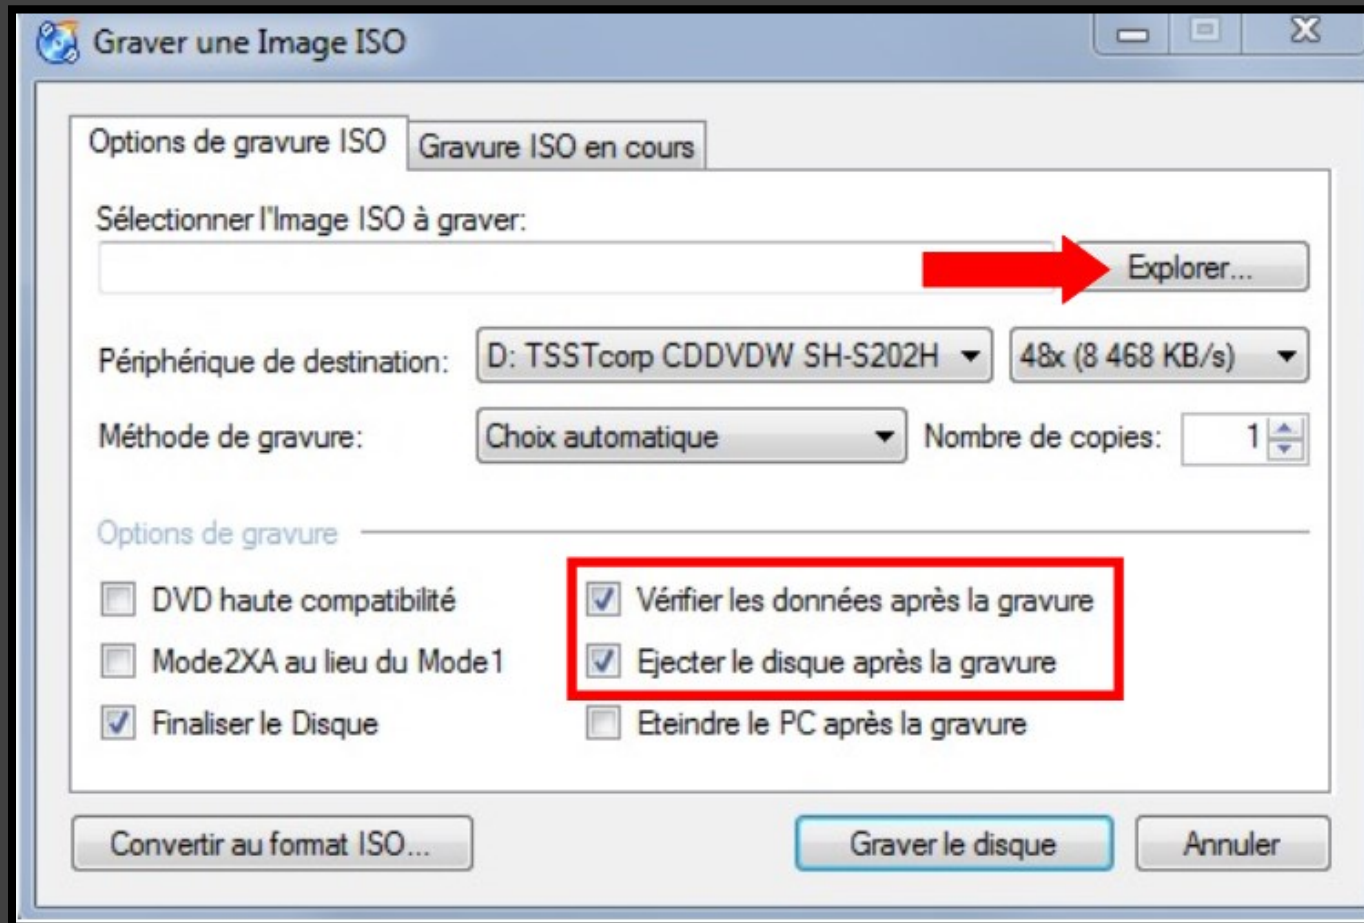 Graver une Image ISO
Options de gravure ISO
Gravure ISO en cours
Sélectionner l'Image ISO à graver:
Explorer...
Périphérique de destination: D: TSSTcorp CDDVDW SH-S202H 48x (8 468 KB/s)
Méthode de gravure: Choix automatique Nombre de copies: 1
Options de gravure
DVD haute compatibilité Vérifier les données après la gravure
Mode2XA au lieu du Mode1 Ejecter le disque après la gravure
Finaliser le Disque Eteindre le PC après la gravure
Convertir au format ISO... Graver le disque Annuler